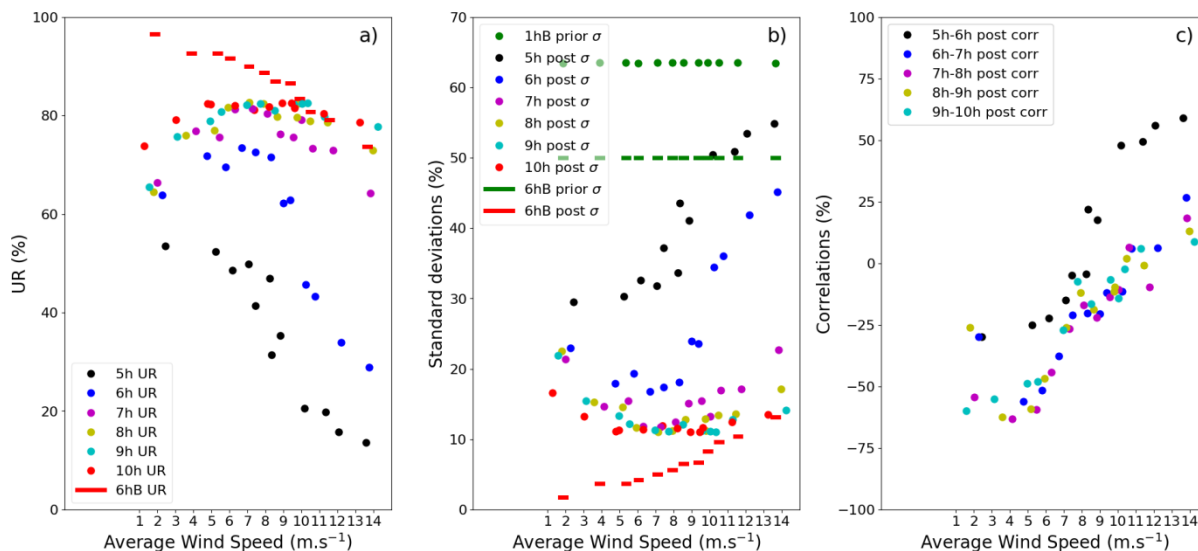 a)
100
80
60
40
20
0
UR (%)
5h UR
6h UR
7h UR
8h UR
9h UR
10h UR
6hB UR
1 2 3 4 5 6 7 8 9 10 11 12 13 14
Average Wind Speed (m.s⁻¹)
b)
70
60
50
40
30
20
10
0
Standard deviations (%)
1hB prior σ
5h post σ
6h post σ
7h post σ
8h post σ
9h post σ
10h post σ
6hB prior σ
6hB post σ
1 2 3 4 5 6 7 8 9 10 11 12 13 14
Average Wind Speed (m.s⁻¹)
c)
100
75
50
25
0
−25
−50
−75
−100
Correlations (%)
5h-6h post corr
6h-7h post corr
7h-8h post corr
8h-9h post corr
9h-10h post corr
1 2 3 4 5 6 7 8 9 10 11 12 13 14
Average Wind Speed (m.s⁻¹)